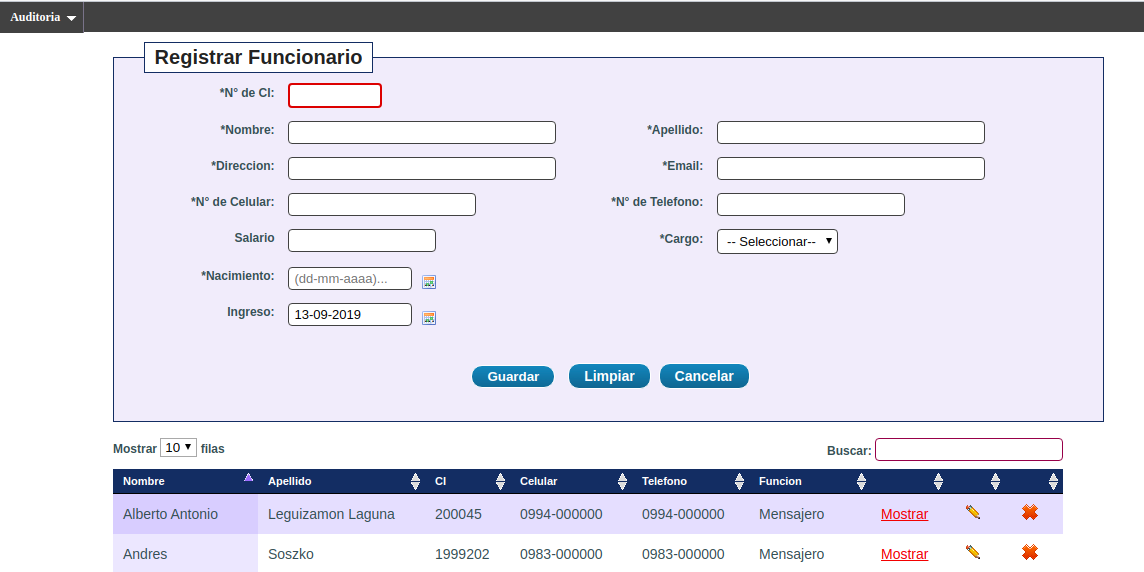 Auditoria
Registrar Funcionario
*N° de CI:
*Nombre: *Apellido:
*Direccion: *Email:
*N° de Celular: *N° de Telefono:
Salario *Cargo: -- Seleccionar--
*Nacimiento: (dd-mm-aaaa)...
Ingreso: 13-09-2019
Guardar Limpiar Cancelar
Mostrar 10 filas Buscar:
Nombre Apellido CI Celular Telefono Funcion
Alberto Antonio Leguizamon Laguna 200045 0994-000000 0994-000000 Mensajero Mostrar
Andres Soszko 1999202 0983-000000 0983-000000 Mensajero Mostrar